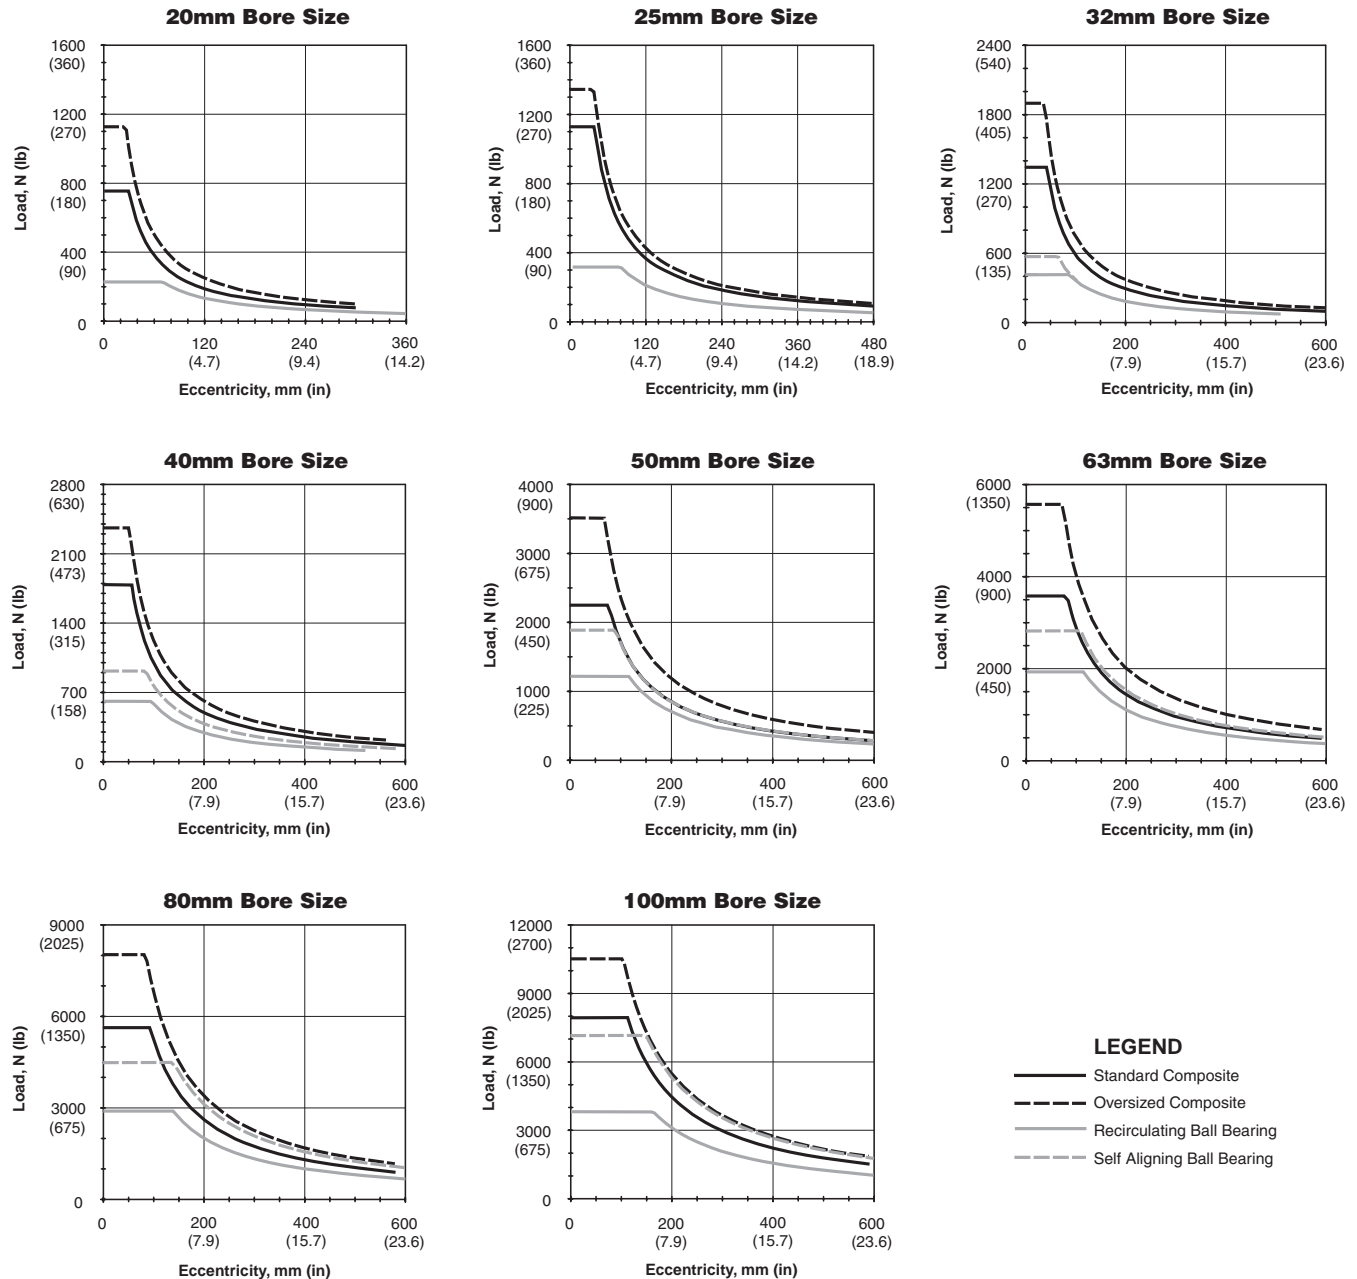 20mm Bore Size
1600
(360)
1200
(270)
800
(180)
400
(90)
0
Load, N (lb)
0 120 240 360
(4.7) (9.4) (14.2)
Eccentricity, mm (in)
25mm Bore Size
1600
(360)
1200
(270)
800
(180)
400
(90)
0
Load, N (lb)
0 120 240 360 480
(4.7) (9.4) (14.2) (18.9)
Eccentricity, mm (in)
32mm Bore Size
2400
(540)
1800
(405)
1200
(270)
600
(135)
0
Load, N (lb)
0 200 400 600
(7.9) (15.7) (23.6)
Eccentricity, mm (in)
40mm Bore Size
2800
(630)
2100
(473)
1400
(315)
700
(158)
0
Load, N (lb)
0 200 400 600
(7.9) (15.7) (23.6)
Eccentricity, mm (in)
50mm Bore Size
4000
(900)
3000
(675)
2000
(450)
1000
(225)
0
Load, N (lb)
0 200 400 600
(7.9) (15.7) (23.6)
Eccentricity, mm (in)
63mm Bore Size
6000
(1350)
4000
(900)
2000
(450)
0
Load, N (lb)
0 200 400 600
(7.9) (15.7) (23.6)
Eccentricity, mm (in)
80mm Bore Size
9000
(2025)
6000
(1350)
3000
(675)
0
Load, N (lb)
0 200 400 600
(7.9) (15.7) (23.6)
Eccentricity, mm (in)
100mm Bore Size
12000
(2700)
9000
(2025)
6000
(1350)
3000
(675)
0
Load, N (lb)
0 200 400 600
(7.9) (15.7) (23.6)
Eccentricity, mm (in)
LEGEND
Standard Composite
Oversized Composite
Recirculating Ball Bearing
Self Aligning Ball Bearing